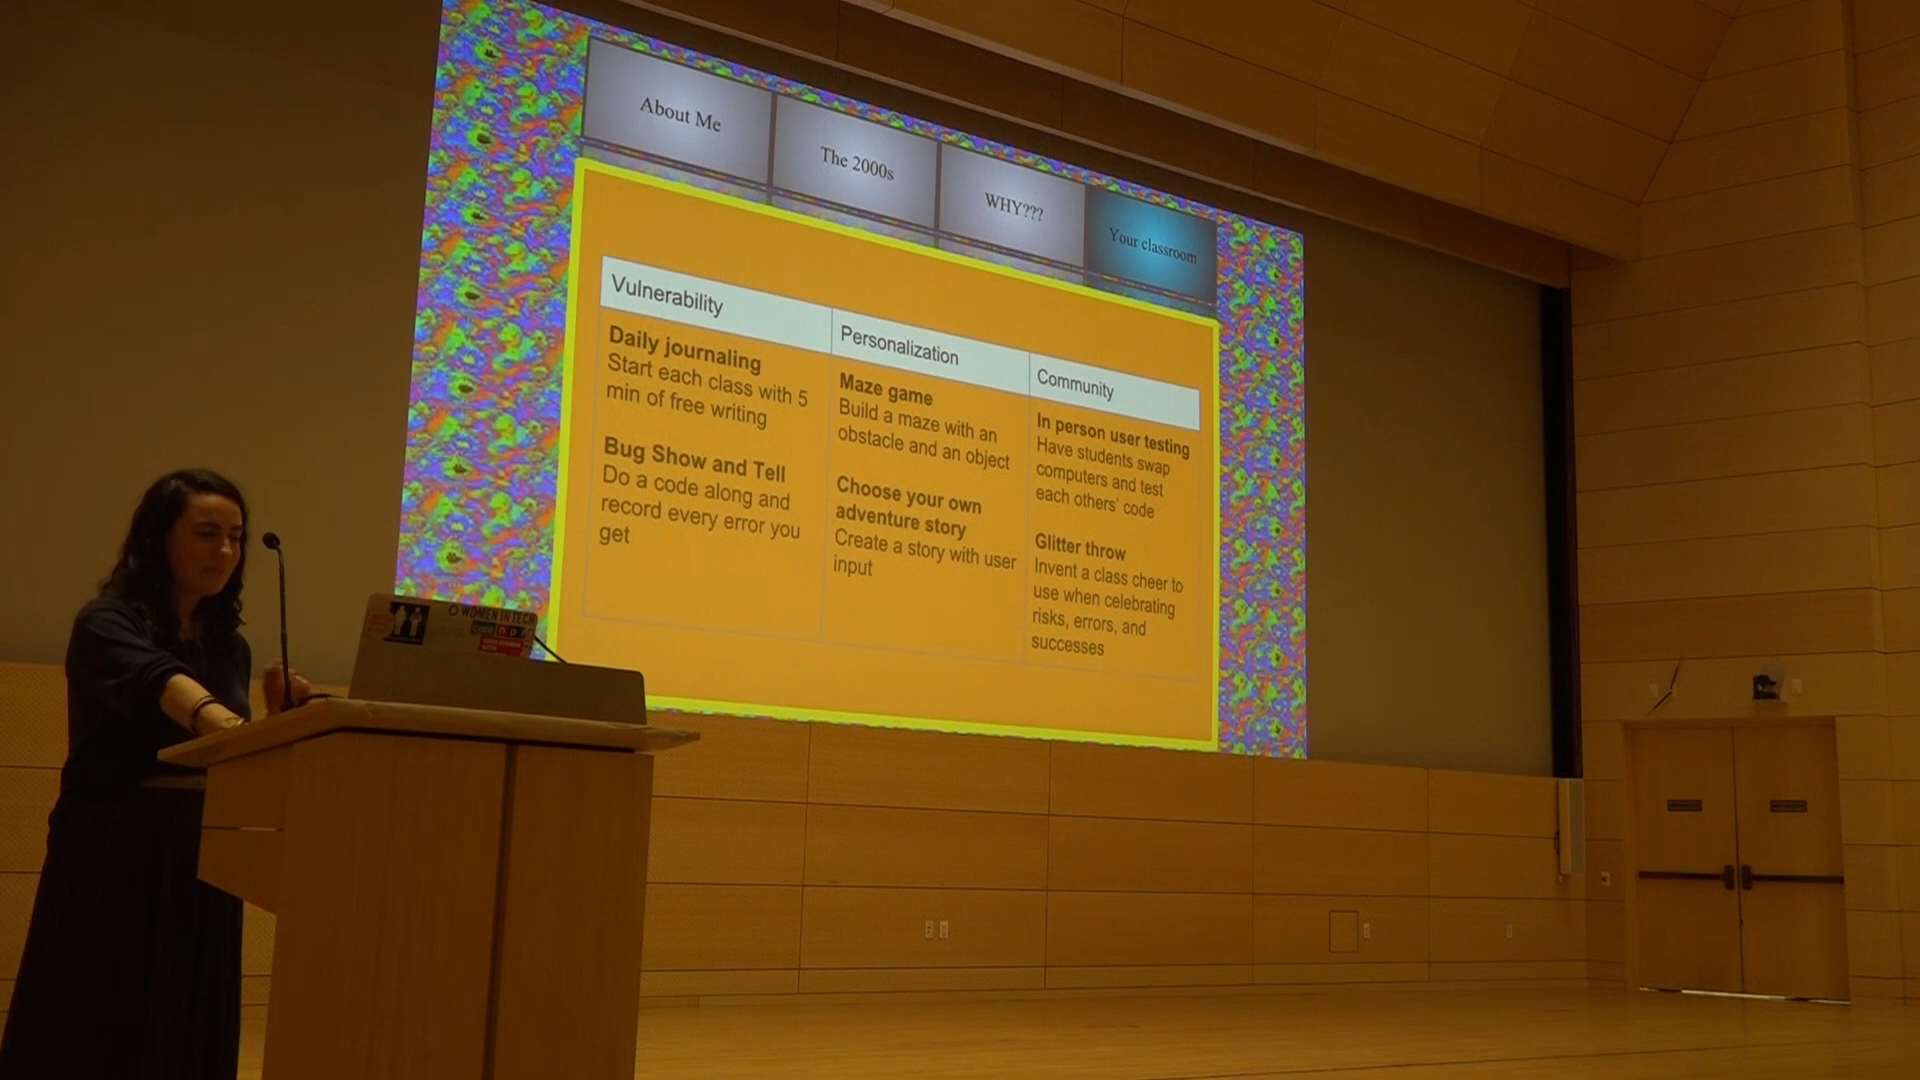 About Me
The 2000s
WHY???
Your classroom
Vulnerability
Daily journaling
Start each class with 5
min of free writing
Bug Show and Tell
Do a code along and
record every error you
get
Personalization
Maze game
Build a maze with an
obstacle and an object
Choose your own
adventure story
Create a story with user
input
Community
In person user testing
Have students swap
computers and test
each others' code
Glitter throw
Invent a class cheer to
use when celebrating
risks, errors, and
successes
WOMEN IN TECH